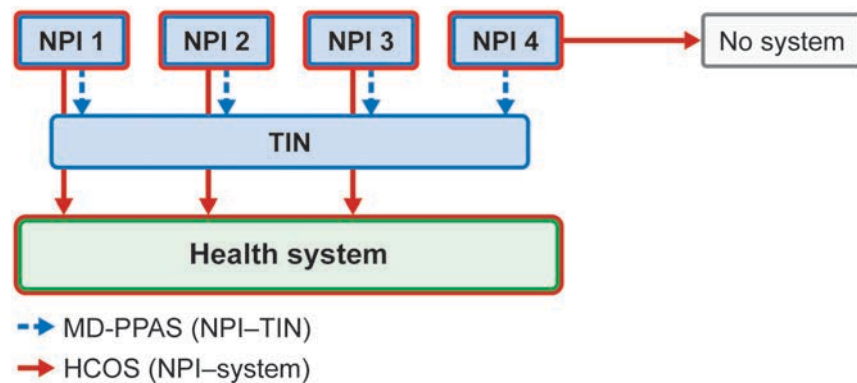 NPI 1 NPI 2 NPI 3 NPI 4 No system
TIN
Health system
MD-PPAS (NPI–TIN)
HCOS (NPI–system)